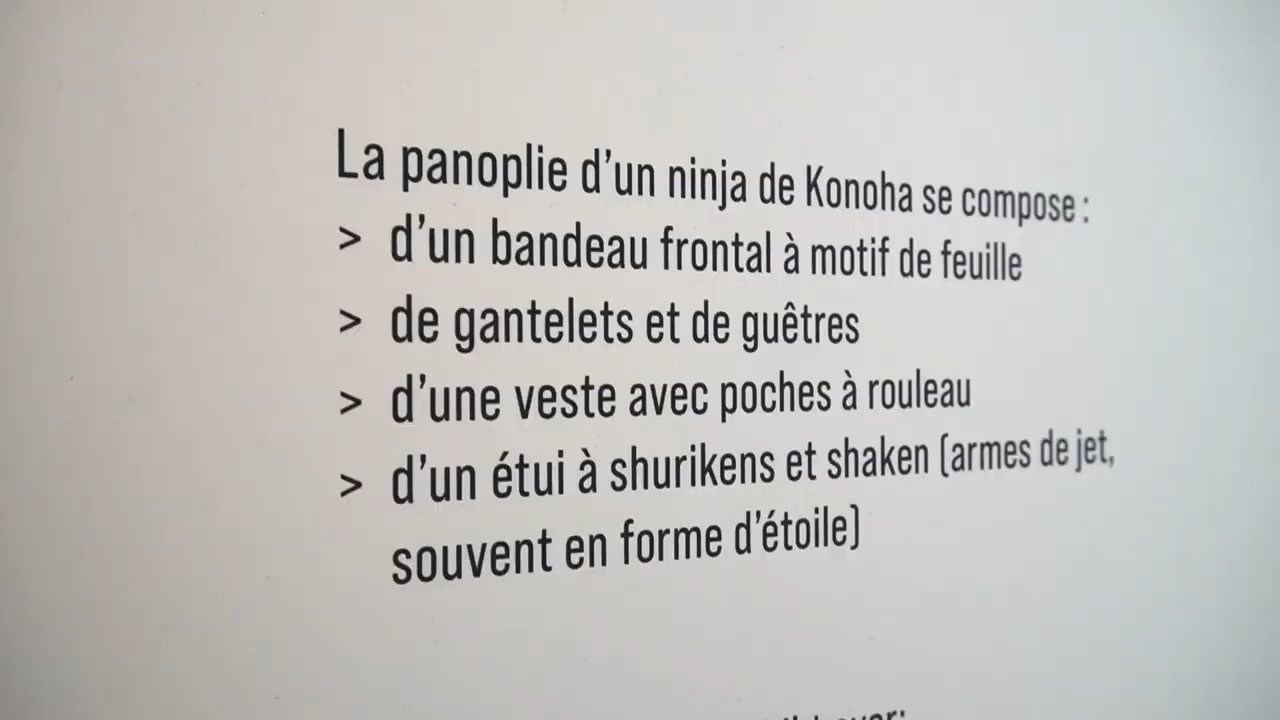 La panoplie d’un ninja de Konoha se compose :
> d’un bandeau frontal à motif de feuille
> de gantelets et de guêtres
> d’une veste avec poches à rouleau
> d’un étui à shurikens et shaken (armes de jet,
souvent en forme d’étoile)